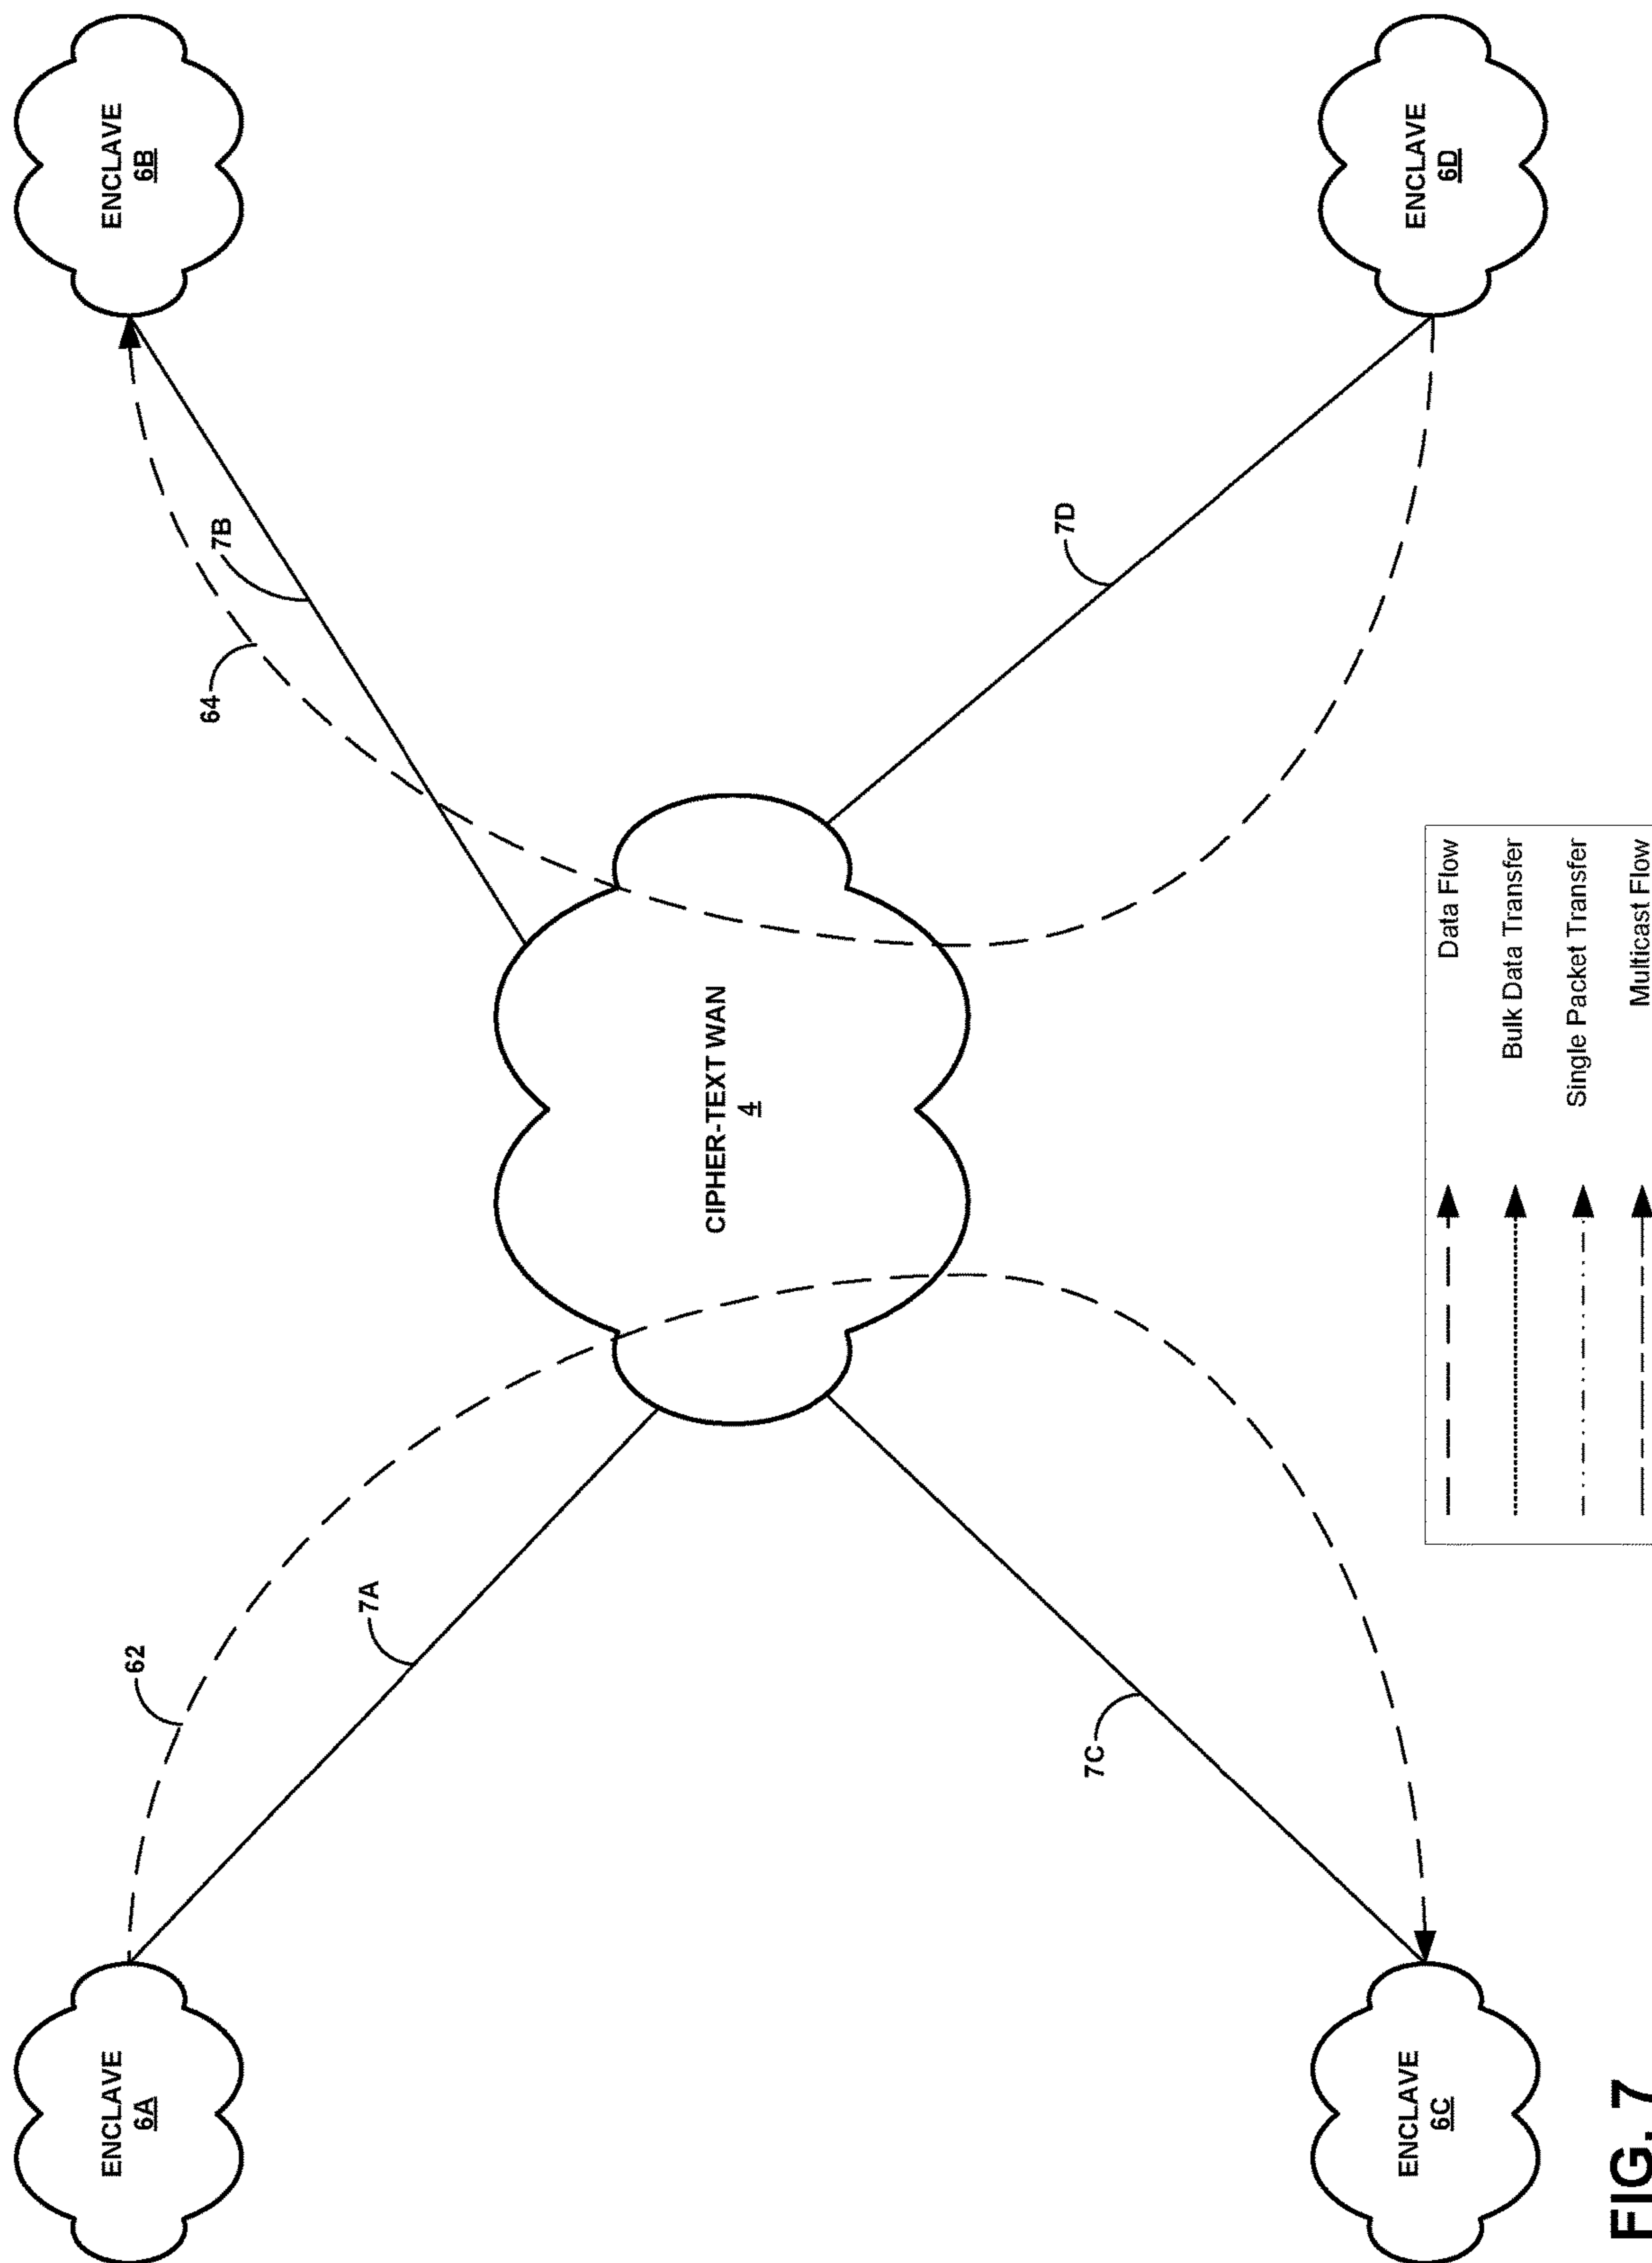 ENCLAVE
6A
ENCLAVE
6B
62
64
7A
7B
CIPHER-TEXT WAN
4
7C
7D
ENCLAVE
6C
ENCLAVE
6D
Data Flow
Bulk Data Transfer
Single Packet Transfer
Multicast Flow
FIG. 7